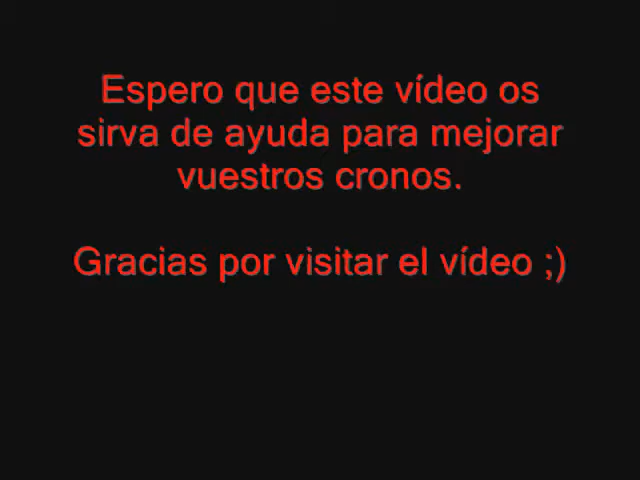 Espero que este vídeo os
sirva de ayuda para mejorar
vuestros cronos.
Gracias por visitar el vídeo ;)